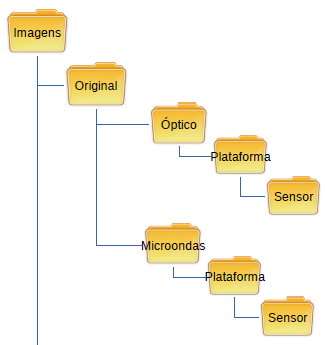 Imagens
Original
Óptico
Plataforma
Sensor
Microondas
Plataforma
Sensor